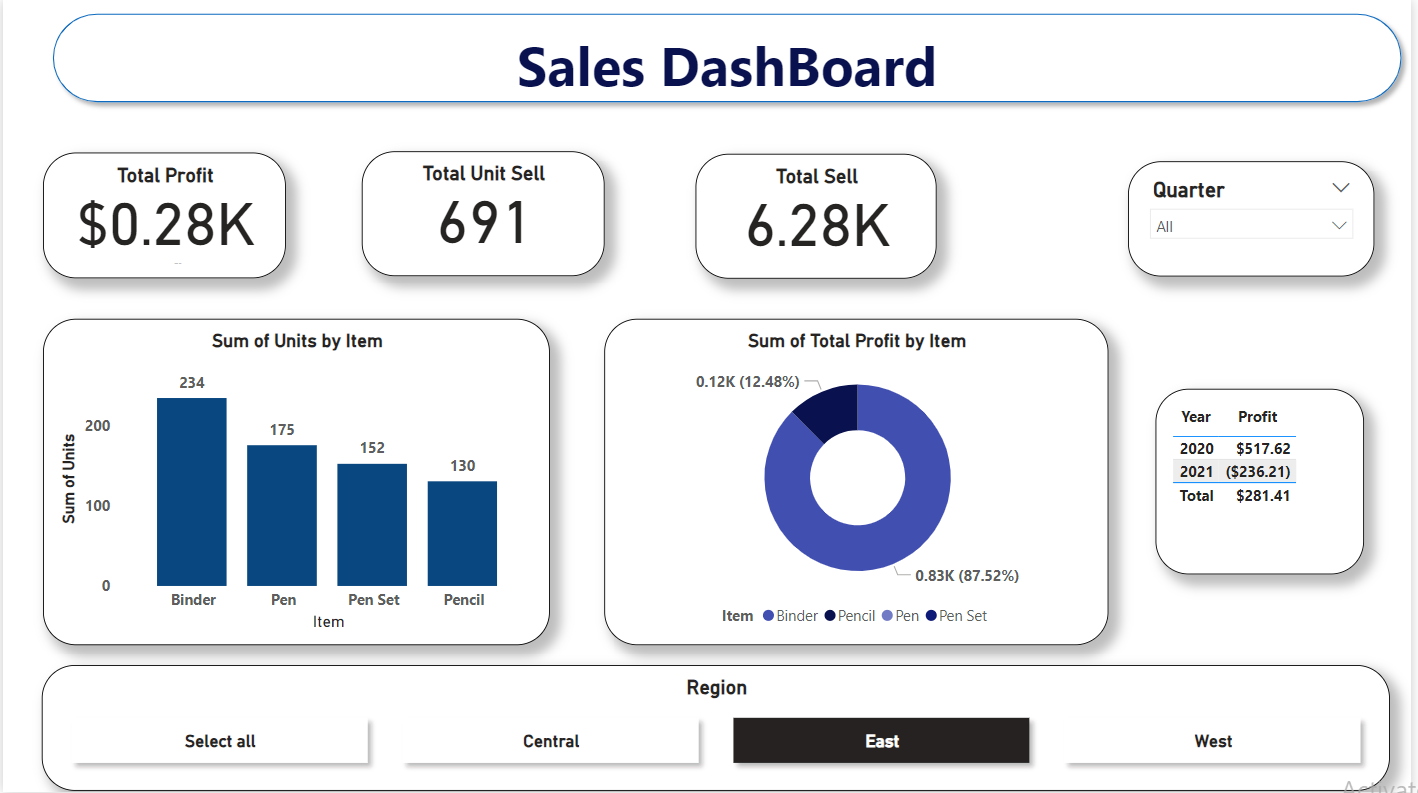 Sales DashBoard
Total Profit
$0.28K
Total Unit Sell
691
Total Sell
6.28K
Quarter
All
Sum of Units by Item
234
175
152
130
200
100
0
Sum of Units
Binder Pen Pen Set Pencil
Item
Sum of Total Profit by Item
0.12K (12.48%)
0.83K (87.52%)
Item Binder Pencil Pen Pen Set
Year Profit
2020 $517.62
2021 ($236.21)
Total $281.41
Region
Select all Central East West